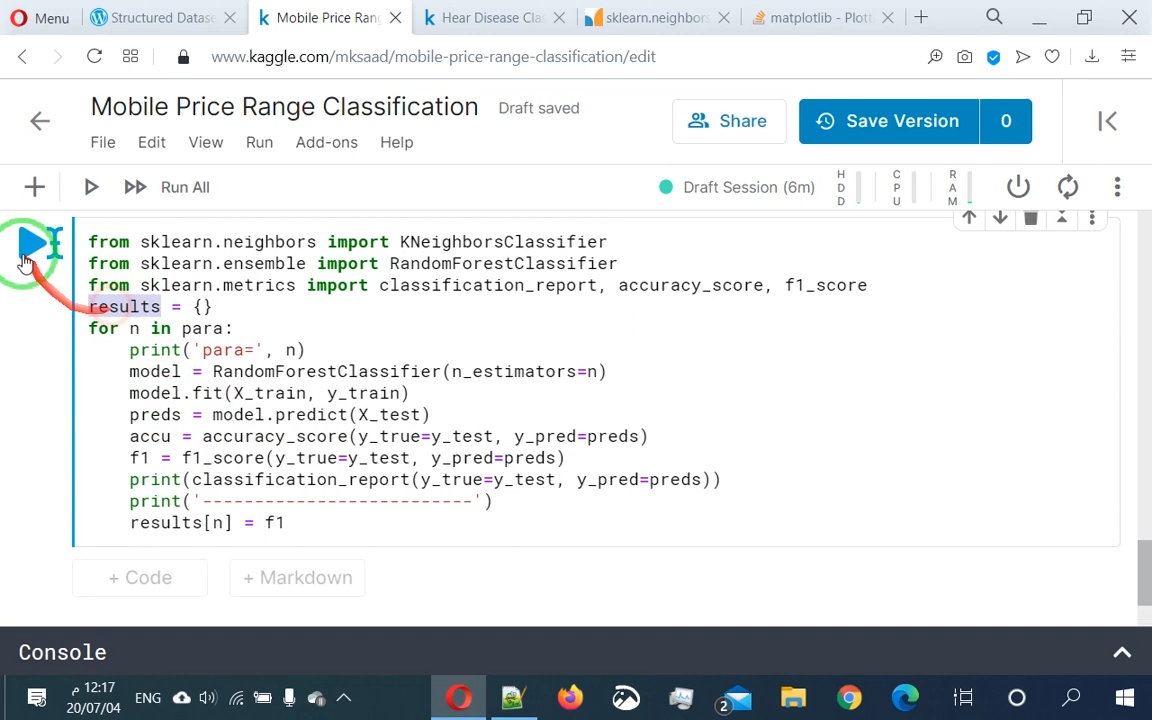 Menu
Structured Datase
Mobile Price Ran
Hear Disease Cla
sklearn.neighbors
matplotlib - Plott
www.kaggle.com/mksaad/mobile-price-range-classification/edit
Mobile Price Range Classification
Draft saved
Share
Save Version
0
File Edit View Run Add-ons Help
Run All
Draft Session (6m)
HDD
CPU
RAM
from sklearn.neighbors import KNeighborsClassifier
from sklearn.ensemble import RandomForestClassifier
from sklearn.metrics import classification_report, accuracy_score, f1_score
results = {}
for n in para:
print('para=', n)
model = RandomForestClassifier(n_estimators=n)
model.fit(X_train, y_train)
preds = model.predict(X_test)
accu = accuracy_score(y_true=y_test, y_pred=preds)
f1 = f1_score(y_true=y_test, y_pred=preds)
print(classification_report(y_true=y_test, y_pred=preds))
print('--------------------------')
results[n] = f1
+ Code
+ Markdown
Console
12:17 م
20/07/04
ENG
2